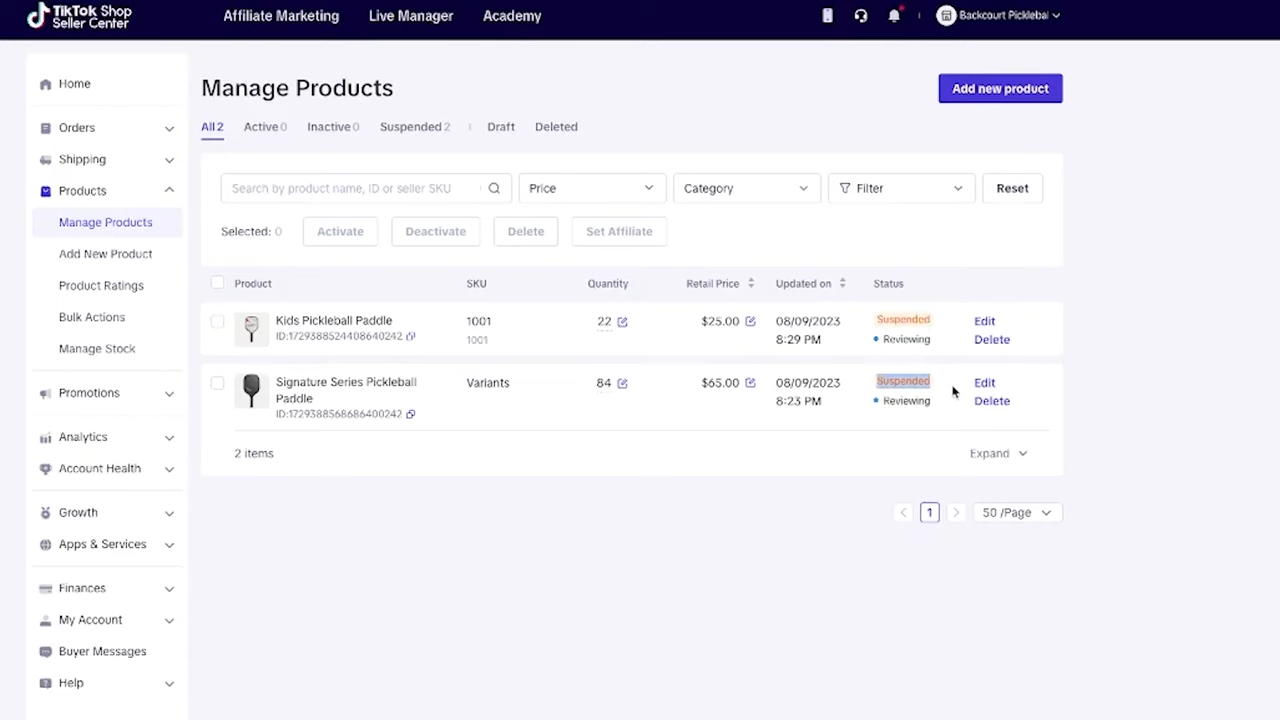 TikTok Shop
Seller Center
Affiliate Marketing
Live Manager
Academy
Backcourt Picklebal
Home
Orders
Shipping
Products
Manage Products
Add New Product
Product Ratings
Bulk Actions
Manage Stock
Promotions
Analytics
Account Health
Growth
Apps & Services
Finances
My Account
Buyer Messages
Help
Manage Products
Add new product
All 2
Active 0
Inactive 0
Suspended 2
Draft
Deleted
Search by product name, ID or seller SKU
Price
Category
Filter
Reset
Selected: 0
Activate
Deactivate
Delete
Set Affiliate
Product
SKU
Quantity
Retail Price
Updated on
Status
Kids Pickleball Paddle
ID:1729388524408640242
1001
1001
22
$25.00
08/09/2023
8:29 PM
Suspended
Reviewing
Edit
Delete
Signature Series Pickleball
Paddle
ID:1729388568686400242
Variants
84
$65.00
08/09/2023
8:23 PM
Suspended
Reviewing
Edit
Delete
2 items
Expand
1
50 /Page